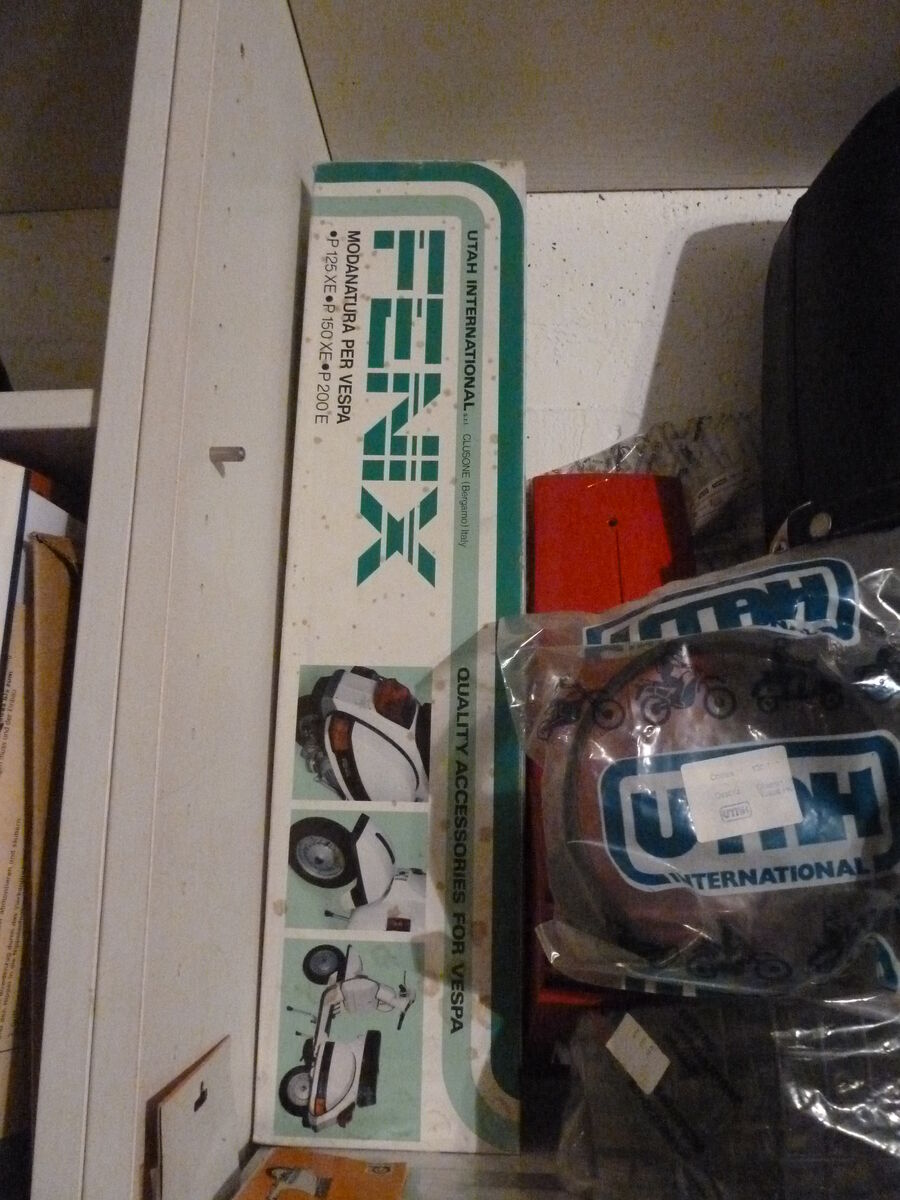 UTAH INTERNATIONAL s.r.l. CLUSONE (Bergamo) Italy
FENIX
MODANATURA PER VESPA
•P 125 XE•P 150 XE•P 200 E
QUALITY ACCESSORIES FOR VESPA
UTAH
UTAH
INTERNATIONAL
UTAH